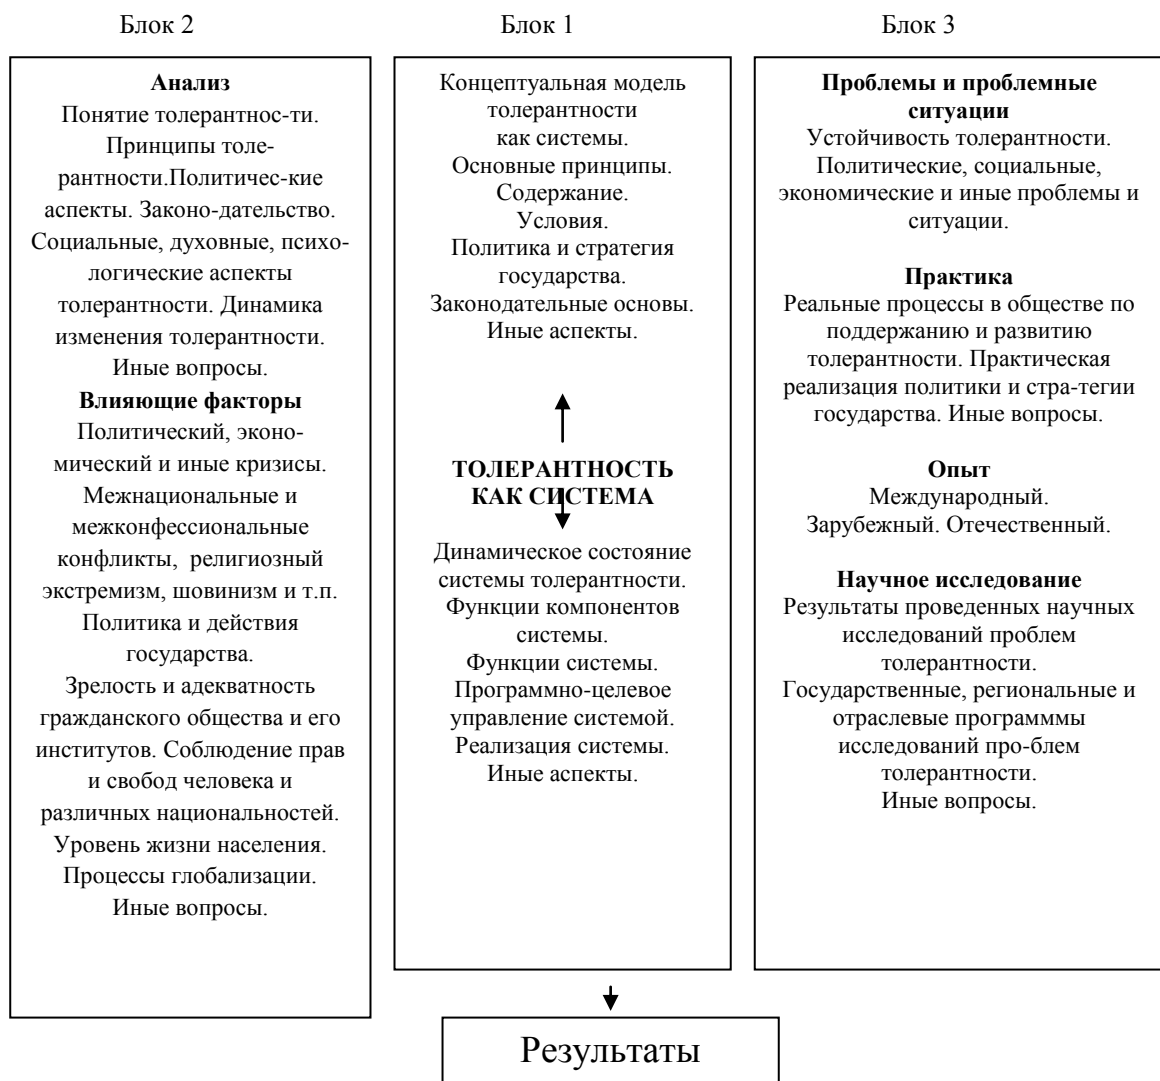 Блок 2
Анализ
Понятие толерантнос-ти.
Принципы толе-
рантности.Политичес-кие
аспекты. Законо-дательство.
Социальные, духовные, психо-
логические аспекты
толерантности. Динамика
изменения толерантности.
Иные вопросы.
Влияющие факторы
Политический, эконо-
мический и иные кризисы.
Межнациональные и
межконфессиональные
конфликты, религиозный
экстремизм, шовинизм и т.п.
Политика и действия
государства.
Зрелость и адекватность
гражданского общества и его
институтов. Соблюдение прав
и свобод человека и
различных национальностей.
Уровень жизни населения.
Процессы глобализации.
Иные вопросы.
Блок 1
Концептуальная модель
толерантности
как системы.
Основные принципы.
Содержание.
Условия.
Политика и стратегия
государства.
Законодательные основы.
Иные аспекты.
ТОЛЕРАНТНОСТЬ
КАК СИСТЕМА
Динамическое состояние
системы толерантности.
Функции компонентов
системы.
Функции системы.
Программно-целевое
управление системой.
Реализация системы.
Иные аспекты.
Блок 3
Проблемы и проблемные
ситуации
Устойчивость толерантности.
Политические, социальные,
экономические и иные проблемы и
ситуации.
Практика
Реальные процессы в обществе по
поддержанию и развитию
толерантности. Практическая
реализация политики и стра-тегии
государства. Иные вопросы.
Опыт
Международный.
Зарубежный. Отечественный.
Научное исследование
Результаты проведенных научных
исследований проблем
толерантности.
Государственные, региональные и
отраслевые программмы
исследований про-блем
толерантности.
Иные вопросы.
Результаты